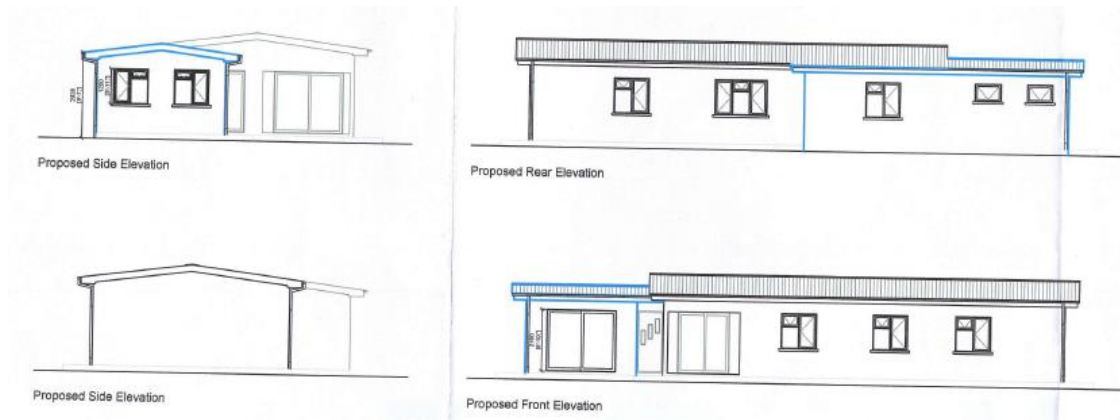 Proposed Side Elevation
Proposed Rear Elevation
Proposed Side Elevation
Proposed Front Elevation